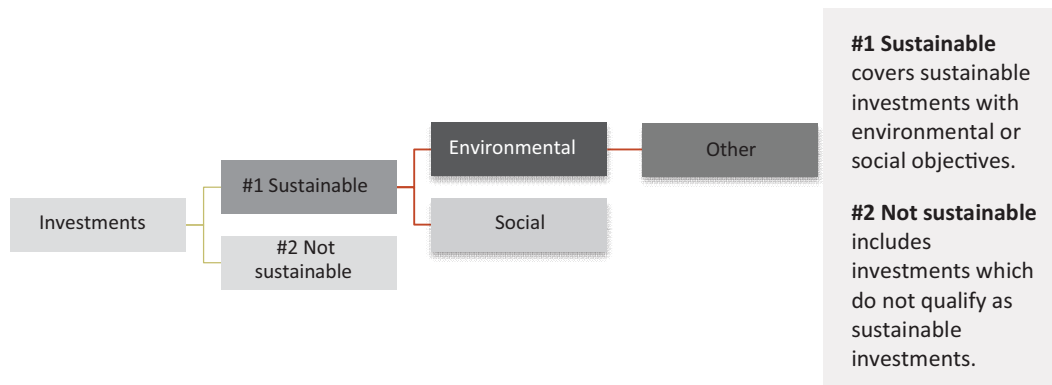 Investments
#1 Sustainable
#2 Not
sustainable
Environmental
Social
Other
#1 Sustainable
covers sustainable
investments with
environmental or
social objectives.
#2 Not sustainable
includes
investments which
do not qualify as
sustainable
investments.